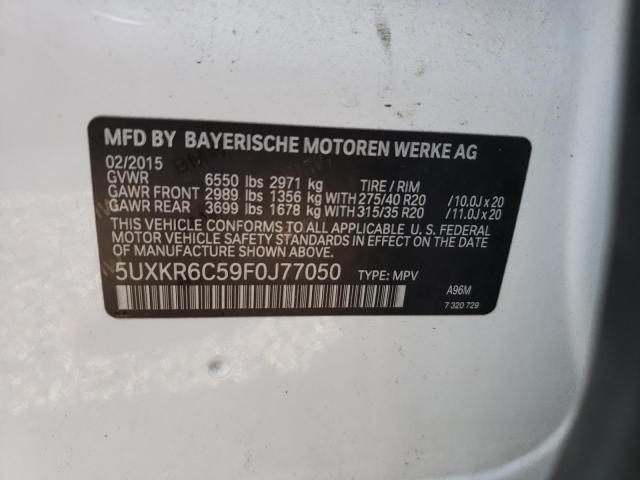 MFD BY BAYERISCHE MOTOREN WERKE AG
02/2015
GVWR 6550 lbs 2971 kg TIRE / RIM
GAWR FRONT 2989 lbs 1356 kg WITH 275/40 R20 /10.0J x 20
GAWR REAR 3699 lbs 1678 kg WITH 315/35 R20 /11.0J x 20
THIS VEHICLE CONFORMS TO ALL APPLICABLE U. S. FEDERAL
MOTOR VEHICLE SAFETY STANDARDS IN EFFECT ON THE DATE
OF MANUFACTURE SHOWN ABOVE.
5UXKR6C59F0J77050 TYPE: MPV
A96M
7 320 729